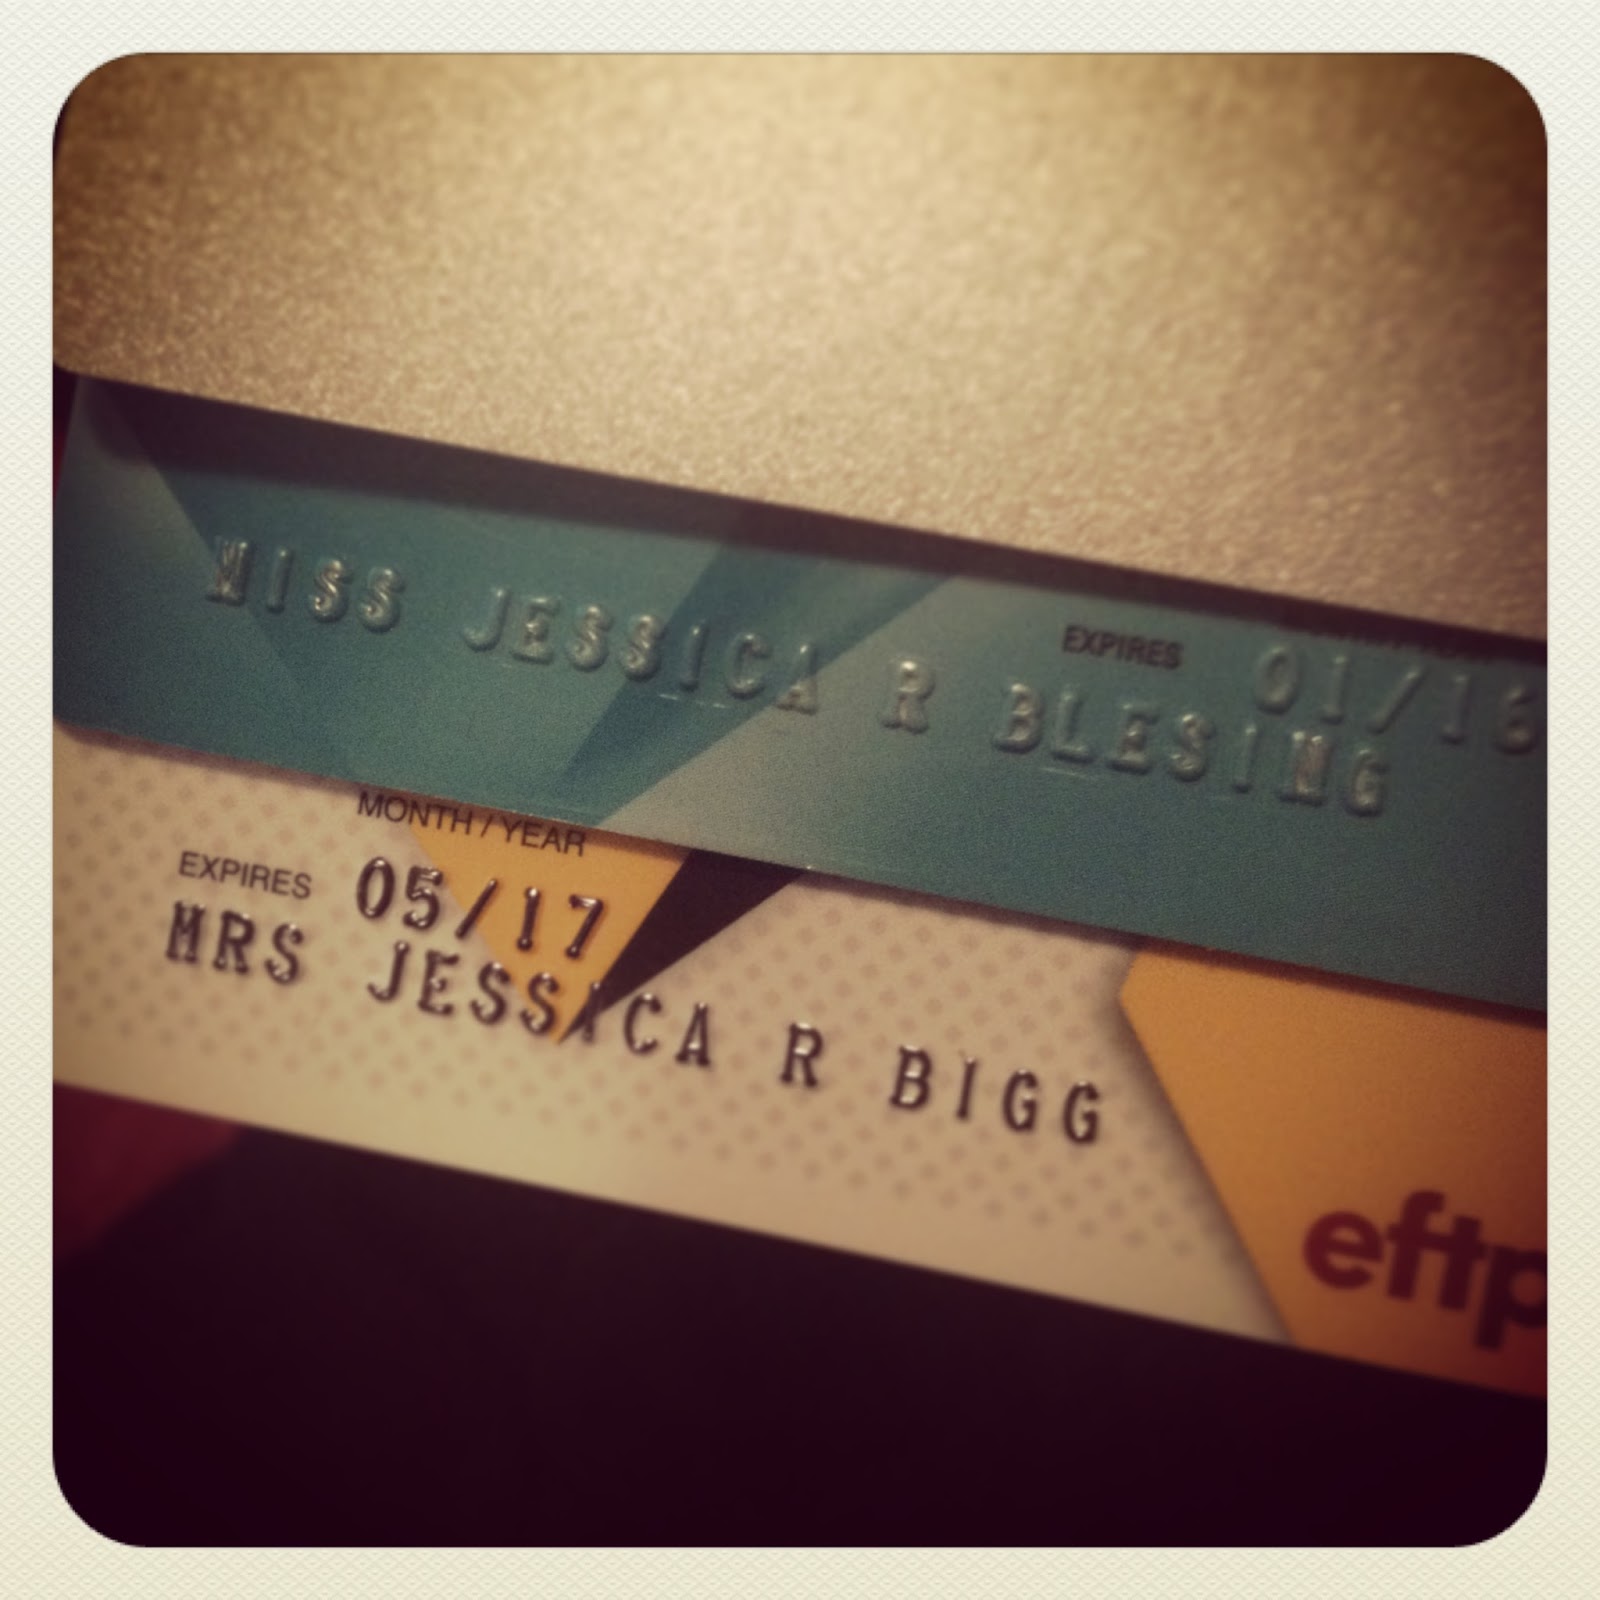 EXPIRES 01/16
MISS JESSICA R BLESING
MONTH / YEAR
EXPIRES 05/17
MRS JESSICA R BIGG
eftp